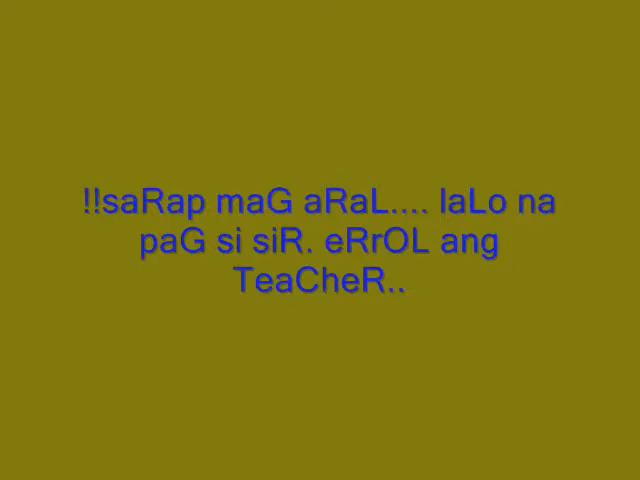 !!saRap maG aRaL.... laLo na
paG si siR. eRrOL ang
TeaCheR..